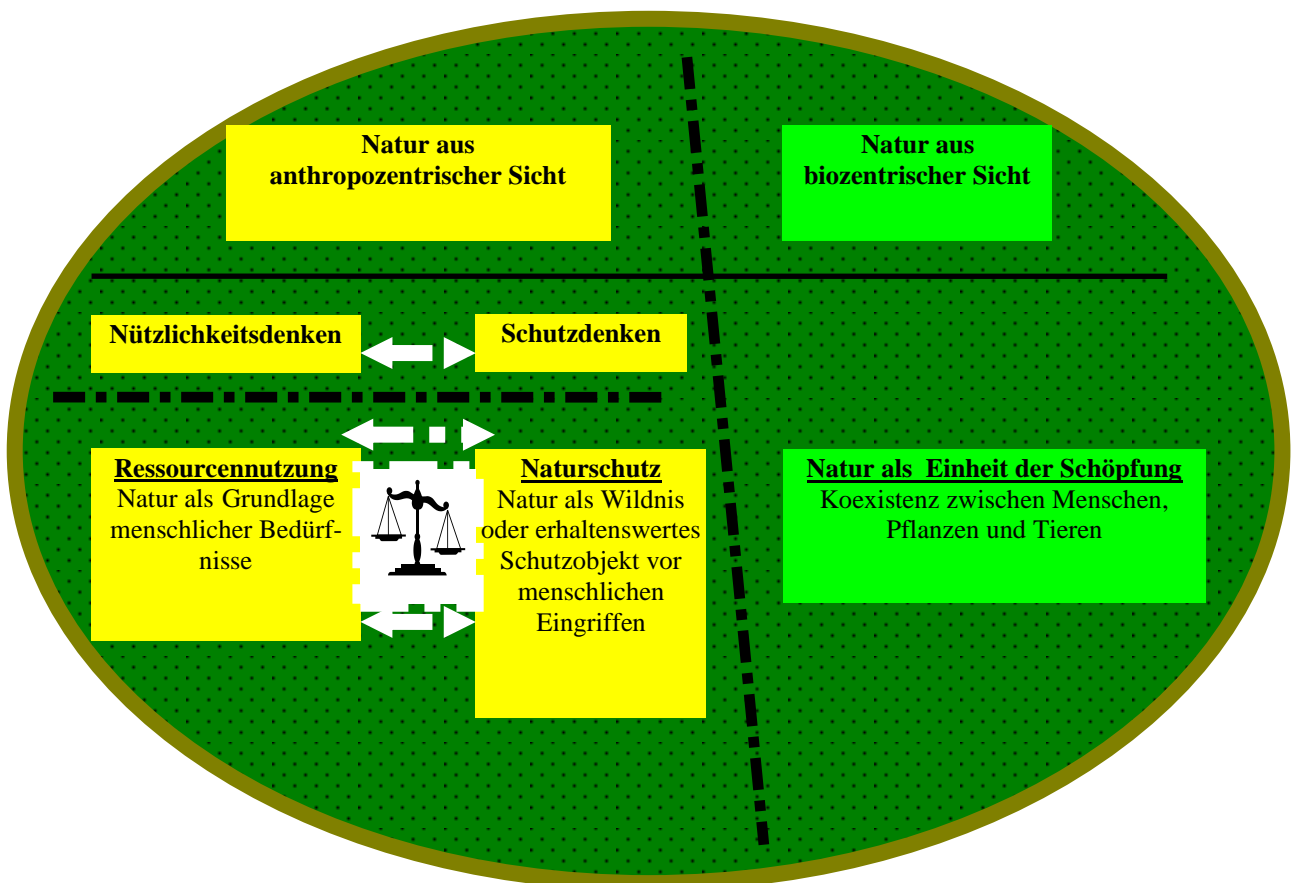 Natur aus
anthropozentrischer Sicht
Natur aus
biozentrischer Sicht
Nützlichkeitsdenken
Schutzdenken
Ressourcennutzung
Natur als Grundlage
menschlicher Bedürf-
nisse
Naturschutz
Natur als Wildnis
oder erhaltenswertes
Schutzobjekt vor
menschlichen
Eingriffen
Natur als  Einheit der Schöpfung
Koexistenz zwischen Menschen,
Pflanzen und Tieren